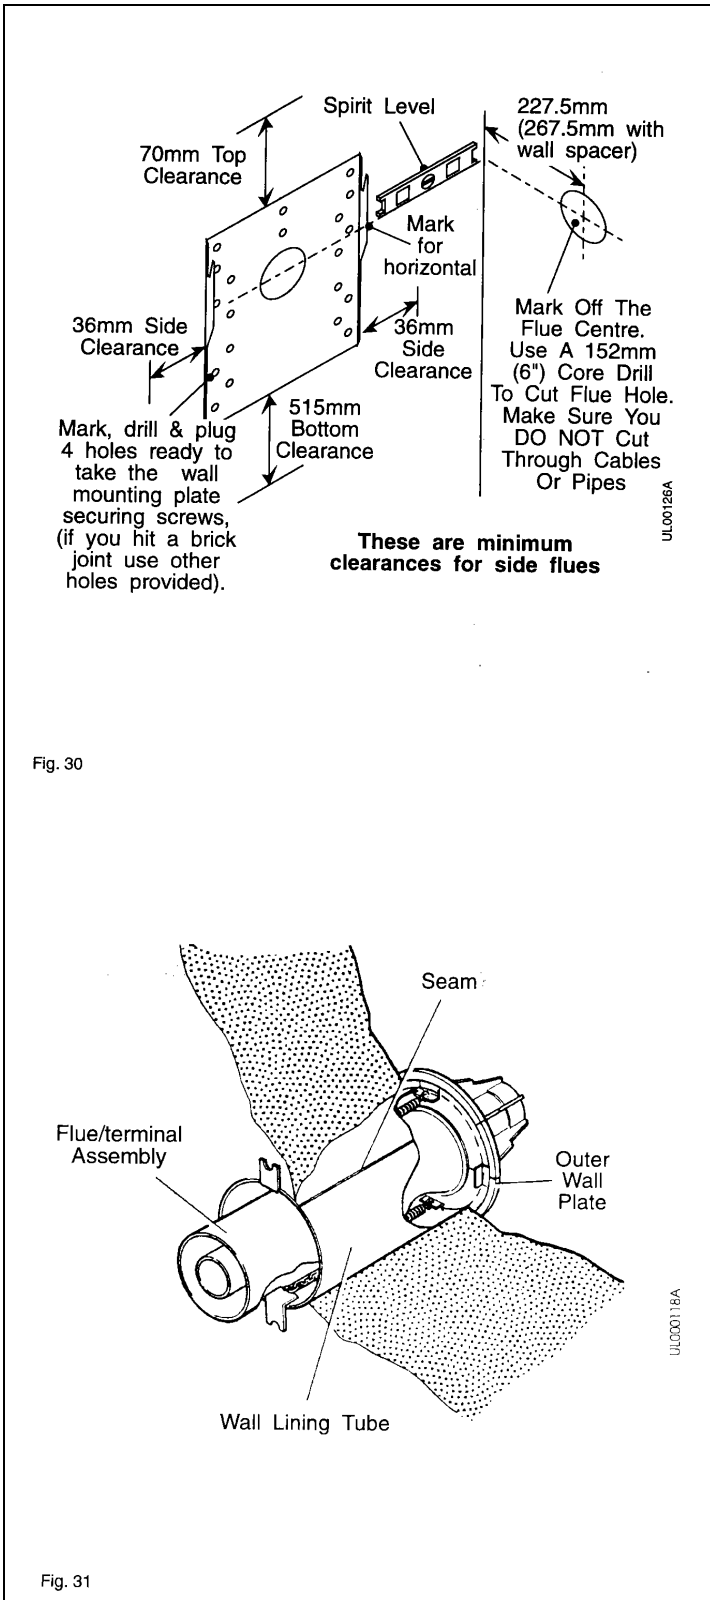 Spirit Level
227.5mm
(267.5mm with
wall spacer)
70mm Top
Clearance
Mark
for
horizontal
36mm Side
Clearance
36mm
Side
Clearance
Mark Off The
Flue Centre.
Use A 152mm
(6") Core Drill
To Cut Flue Hole.
Make Sure You
DO NOT Cut
Through Cables
Or Pipes
515mm
Bottom
Clearance
Mark, drill & plug
4 holes ready to
take the wall
mounting plate
securing screws,
(if you hit a brick
joint use other
holes provided).
UL00126A
These are minimum
clearances for side flues
Fig. 30
Seam
Flue/terminal
Assembly
Outer
Wall
Plate
UL000118A
Wall Lining Tube
Fig. 31